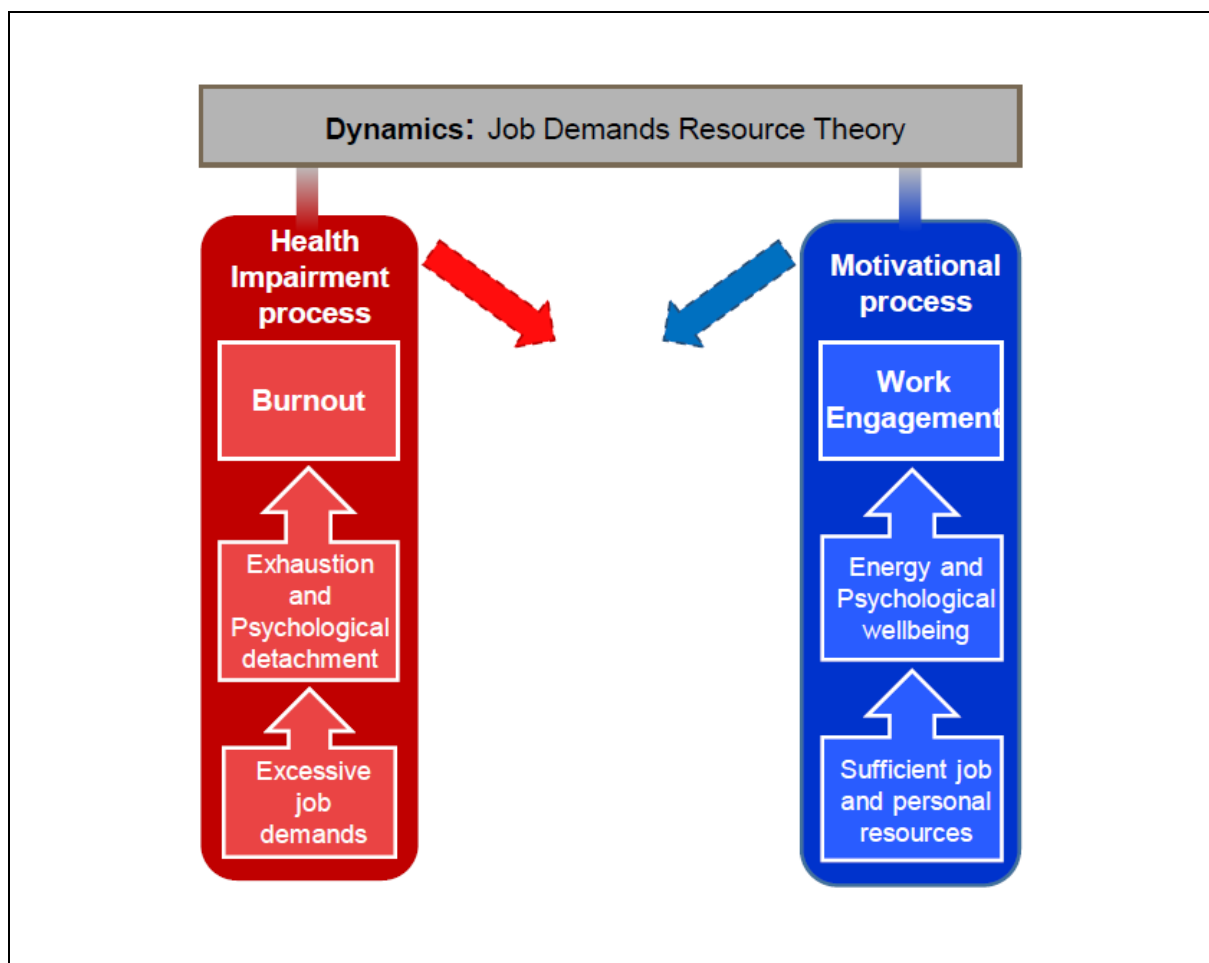 Dynamics: Job Demands Resource Theory
Health
Impairment
process
Burnout
Exhaustion
and
Psychological
detachment
Excessive
job
demands
Motivational
process
Work
Engagement
Energy and
Psychological
wellbeing
Sufficient job
and personal
resources